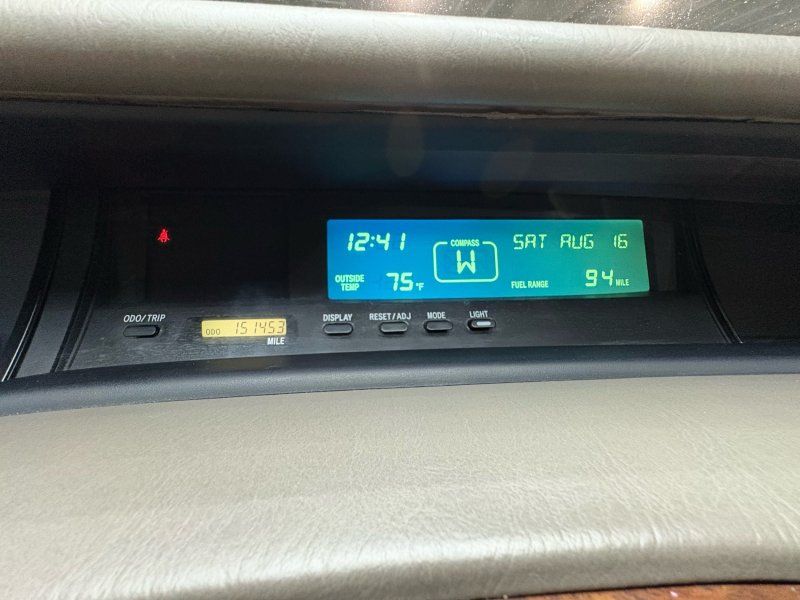 12:41
COMPASS
W
SAT AUG 16
OUTSIDE TEMP
75°F
FUEL RANGE
94 MILE
ODO/TRIP
ODO 151453
MILE
DISPLAY
RESET/ADJ
MODE
LIGHT